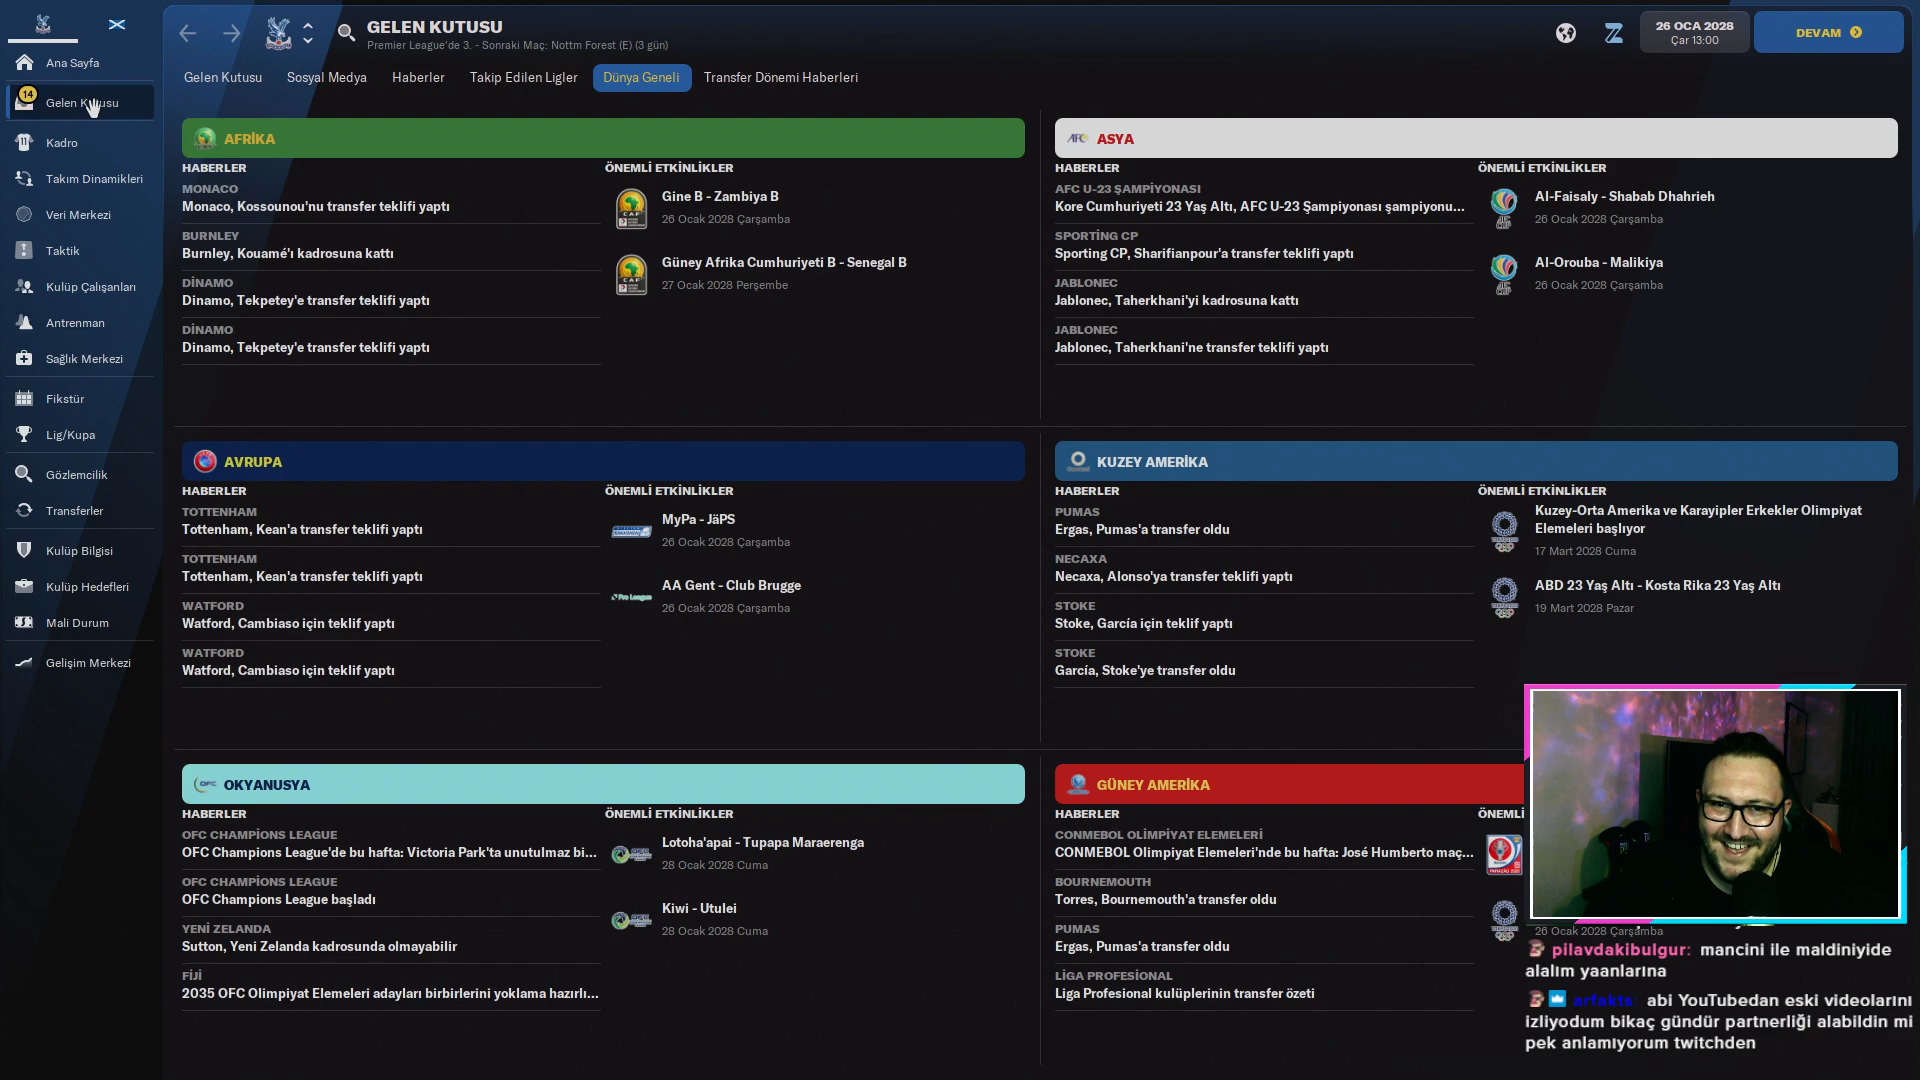 GELEN KUTUSU
Premier League'de 3. - Sonraki Maç: Nottm Forest (E) (3 gün)
26 OCA 2028
Çar 13:00
DEVAM
Gelen Kutusu
Sosyal Medya
Haberler
Takip Edilen Ligler
Dünya Geneli
Transfer Dönemi Haberleri
Ana Sayfa
14
Gelen Kutusu
Kadro
Takım Dinamikleri
Veri Merkezi
Taktik
Kulüp Çalışanları
Antrenman
Sağlık Merkezi
Fikstür
Lig/Kupa
Gözlemcilik
Transferler
Kulüp Bilgisi
Kulüp Hedefleri
Mali Durum
Gelişim Merkezi
AFRİKA
HABERLER
MONACO
Monaco, Kossounou'nu transfer teklifi yaptı
BURNLEY
Burnley, Kouamé'ı kadrosuna kattı
DİNAMO
Dinamo, Tekpetey'e transfer teklifi yaptı
DİNAMO
Dinamo, Tekpetey'e transfer teklifi yaptı
ÖNEMLİ ETKİNLİKLER
Gine B - Zambiya B
26 Ocak 2028 Çarşamba
Güney Afrika Cumhuriyeti B - Senegal B
27 Ocak 2028 Perşembe
AFC
ASYA
HABERLER
AFC U-23 ŞAMPİYONASI
Kore Cumhuriyeti 23 Yaş Altı, AFC U-23 Şampiyonası şampiyonu...
SPORTİNG CP
Sporting CP, Sharifianpour'a transfer teklifi yaptı
JABLONEC
Jablonec, Taherkhani'yi kadrosuna kattı
JABLONEC
Jablonec, Taherkhani'ne transfer teklifi yaptı
ÖNEMLİ ETKİNLİKLER
Al-Faisaly - Shabab Dhahrieh
26 Ocak 2028 Çarşamba
Al-Orouba - Malikiya
26 Ocak 2028 Çarşamba
AVRUPA
HABERLER
TOTTENHAM
Tottenham, Kean'a transfer teklifi yaptı
TOTTENHAM
Tottenham, Kean'a transfer teklifi yaptı
WATFORD
Watford, Cambiaso için teklif yaptı
WATFORD
Watford, Cambiaso için teklif yaptı
ÖNEMLİ ETKİNLİKLER
MyPa - JäPS
26 Ocak 2028 Çarşamba
Pro League
AA Gent - Club Brugge
26 Ocak 2028 Çarşamba
KUZEY AMERİKA
HABERLER
PUMAS
Ergas, Pumas'a transfer oldu
NECAXA
Necaxa, Alonso'ya transfer teklifi yaptı
STOKE
Stoke, García için teklif yaptı
STOKE
García, Stoke'ye transfer oldu
ÖNEMLİ ETKİNLİKLER
Kuzey-Orta Amerika ve Karayipler Erkekler Olimpiyat
Elemeleri başlıyor
17 Mart 2028 Cuma
ABD 23 Yaş Altı - Kosta Rika 23 Yaş Altı
19 Mart 2028 Pazar
OFC
OKYANUSYA
HABERLER
OFC CHAMPİONS LEAGUE
OFC Champions League'de bu hafta: Victoria Park'ta unutulmaz bi...
OFC CHAMPİONS LEAGUE
OFC Champions League başladı
YENİ ZELANDA
Sutton, Yeni Zelanda kadrosunda olmayabilir
FİJİ
2035 OFC Olimpiyat Elemeleri adayları birbirlerini yoklama hazırlı...
ÖNEMLİ ETKİNLİKLER
Lotoha'apai - Tupapa Maraerenga
28 Ocak 2028 Cuma
Kiwi - Utulei
28 Ocak 2028 Cuma
GÜNEY AMERİKA
HABERLER
CONMEBOL OLİMPİYAT ELEMELERİ
CONMEBOL Olimpiyat Elemeleri'nde bu hafta: José Humberto maç...
BOURNEMOUTH
Torres, Bournemouth'a transfer oldu
PUMAS
Ergas, Pumas'a transfer oldu
LİGA PROFESİONAL
Liga Profesional kulüplerinin transfer özeti
ÖNEMLİ
26 Ocak 2028 Çarşamba
pilavdakibulgur: mancini ile maldiniyide
alalım yaanlarına
arfakts: abi YouTubedan eski videolarını
izliyodum bikaç gündür partnerliği alabildin mi
pek anlamıyorum twitchden